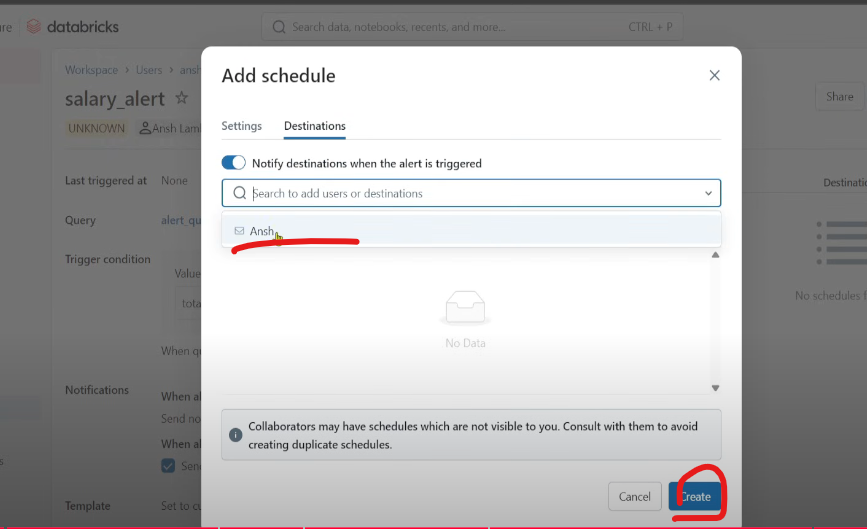 re databricks Search data, notebooks, recents, and more... CTRL + P
Workspace > Users > ansh
salary_alert
Share
UNKNOWN Ansh Lam
Last triggered at None
Query alert_qu
Trigger condition
Value
tota
When qu
Notifications
When al
Send no
When al
Send
Template Set to cu
Add schedule
Settings Destinations
Notify destinations when the alert is triggered
Search to add users or destinations
Ansh
No Data
Collaborators may have schedules which are not visible to you. Consult with them to avoid
creating duplicate schedules.
Cancel Create
Destinatio
No schedules f
s